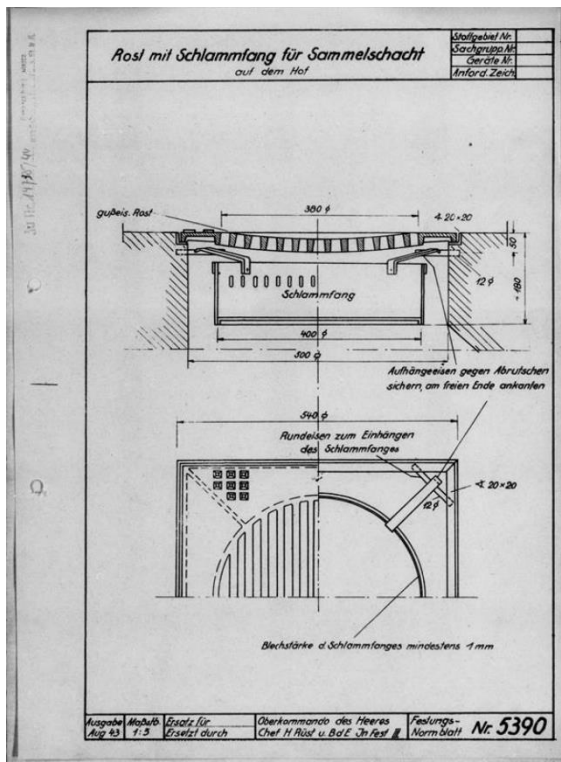 Stoffgebiet Nr.
Sachgrupp. Nr.
Geräte Nr.
Anford. Zeich.
Rost mit Schlammfang für Sammelschacht
auf dem Hof
380 ϕ
gußeis. Rost
∢ 20×20
50
12 ϕ
~180
Schlammfang
400 ϕ
500 ϕ
Aufhängeeisen gegen Abrutschen
sichern, am freien Ende ankanten
540 ϕ
Rundeisen zum Einhängen
des Schlammfanges
∢ 20×20
12 ϕ
Blechstärke d. Schlammfanges mindestens 1 mm
Ausgabe
Aug 43
Maßstb.
1:5
Ersatz für
Ersetzt durch
Oberkommando des Heeres
Chef H Rüst u. BdE Jn Fest III
Festungs-
Normblatt
Nr. 5390